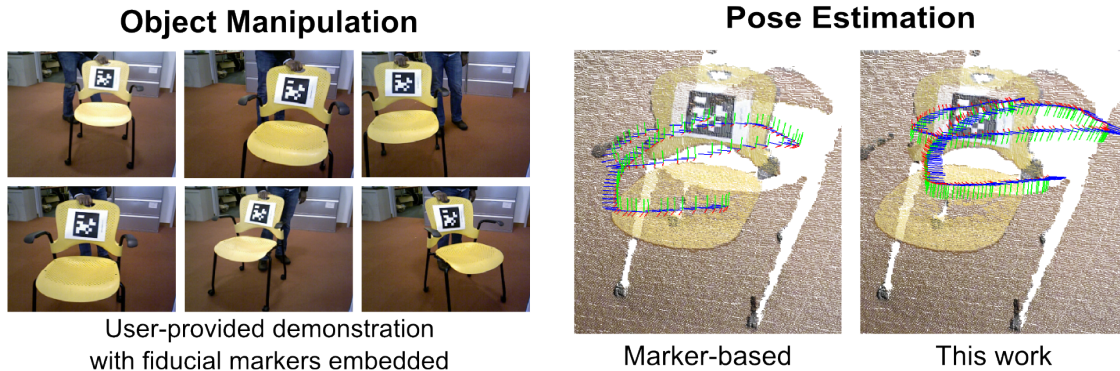 Object Manipulation
Pose Estimation
User-provided demonstration
with fiducial markers embedded
Marker-based
This work